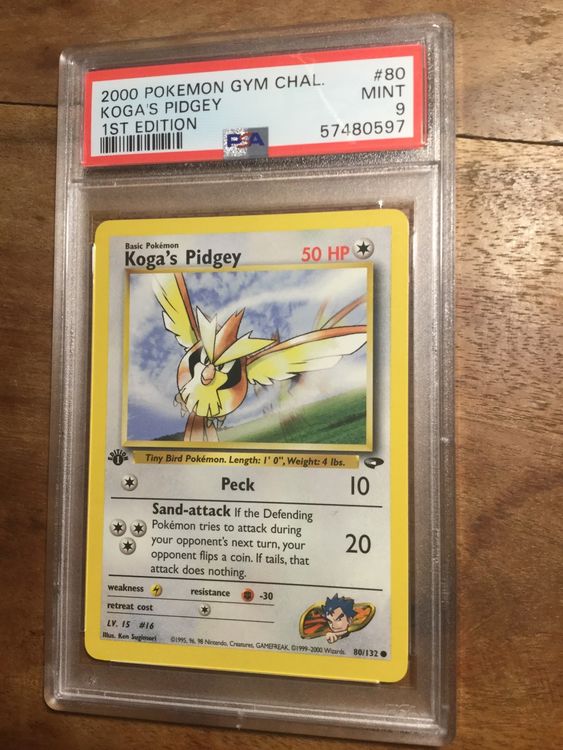 2000 POKEMON GYM CHAL. #80
KOGA'S PIDGEY MINT
1ST EDITION 9
PSA 57480597
Basic Pokémon
Koga's Pidgey 50 HP
EDITION 1
Tiny Bird Pokémon. Length: 1' 0", Weight: 4 lbs.
Peck 10
Sand-attack If the Defending
Pokémon tries to attack during
your opponent's next turn, your
opponent flips a coin. If tails, that
attack does nothing.
20
weakness resistance -30
retreat cost
LV. 15 #16
Illus. Ken Sugimori ©1995, 96, 98 Nintendo, Creatures, GAMEFREAK. ©1999-2000 Wizards. 80/132